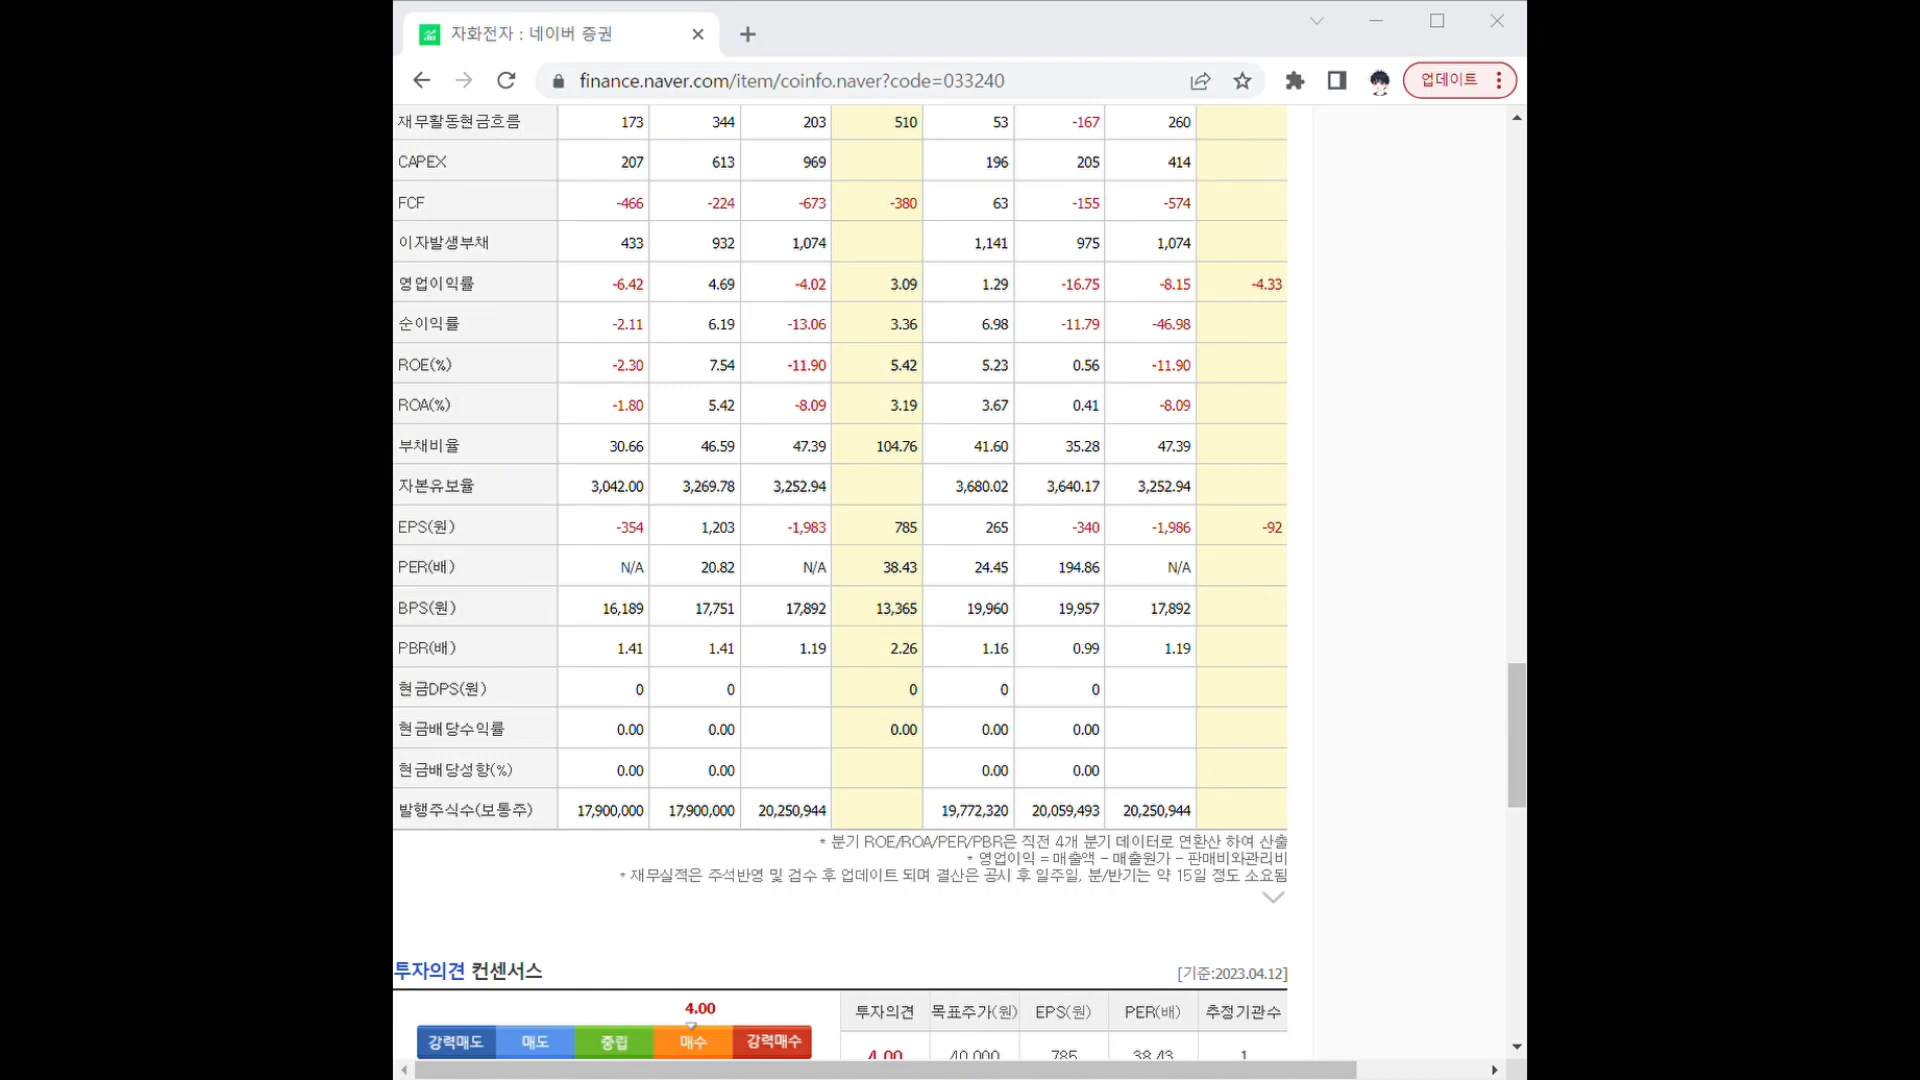 자화전자 : 네이버 증권
finance.naver.com/item/coinfo.naver?code=033240
업데이트
재무활동현금흐름 173 344 203 510 53 -167 260
CAPEX 207 613 969 196 205 414
FCF -466 -224 -673 -380 63 -155 -574
이자발생부채 433 932 1,074 1,141 975 1,074
영업이익률 -6.42 4.69 -4.02 3.09 1.29 -16.75 -8.15 -4.33
순이익률 -2.11 6.19 -13.06 3.36 6.98 -11.79 -46.98
ROE(%) -2.30 7.54 -11.90 5.42 5.23 0.56 -11.90
ROA(%) -1.80 5.42 -8.09 3.19 3.67 0.41 -8.09
부채비율 30.66 46.59 47.39 104.76 41.60 35.28 47.39
자본유보율 3,042.00 3,269.78 3,252.94 3,680.02 3,640.17 3,252.94
EPS(원) -354 1,203 -1,983 785 265 -340 -1,986 -92
PER(배) N/A 20.82 N/A 38.43 24.45 194.86 N/A
BPS(원) 16,189 17,751 17,892 13,365 19,960 19,957 17,892
PBR(배) 1.41 1.41 1.19 2.26 1.16 0.99 1.19
현금DPS(원) 0 0 0 0 0
현금배당수익률 0.00 0.00 0.00 0.00 0.00
현금배당성향(%) 0.00 0.00 0.00 0.00
발행주식수(보통주) 17,900,000 17,900,000 20,250,944 19,772,320 20,059,493 20,250,944
* 분기 ROE/ROA/PER/PBR은 직전 4개 분기 데이터로 연환산 하여 산출
* 영업이익 = 매출액 - 매출원가 - 판매비와관리비
* 재무실적은 주석반영 및 검수 후 업데이트 되며 결산은 공시 후 일주일, 분/반기는 약 15일 정도 소요됨
투자의견 컨센서스 [기준:2023.04.12]
4.00
강력매도 매도 중립 매수 강력매수
투자의견 목표주가(원) EPS(원) PER(배) 추정기관수
4.00 40,000 785 38.43 1